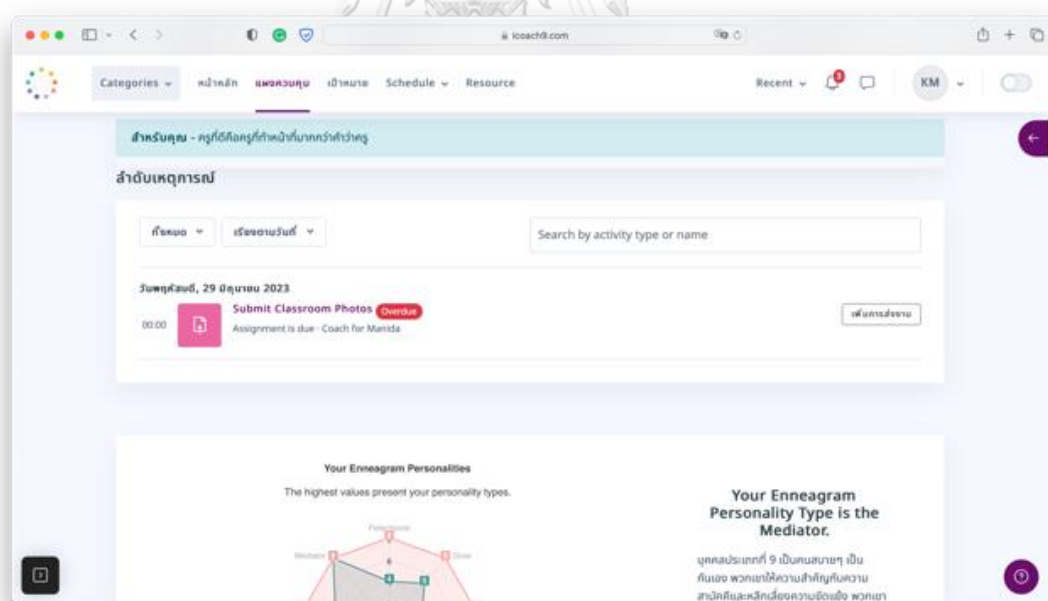 icoach9.com
Categories หน้าหลัก แผงควบคุม เป้าหมาย Schedule Resource Recent 3 KM
สำหรับคุณ - ครูที่ดีคือครูที่ทำหน้าที่มากกว่าคำว่าครู
ลำดับเหตุการณ์
ทั้งหมด เรียงตามวันที่ Search by activity type or name
วันพฤหัสบดี, 29 มิถุนายน 2023
Submit Classroom Photos Overdue
00:00 เพิ่มการส่งงาน
Assignment is due · Coach for Manida
Your Enneagram Personalities
The highest values present your personality types.
Your Enneagram
Personality Type is the
Mediator.
Perfectionist
Mediator Giver
บุคคลประเภทที่ 9 เป็นคนสบายๆ เป็น
กันเอง พวกเขาให้ความสำคัญกับความ
สามัคคีและหลีกเลี่ยงความขัดแย้ง พวกเขา